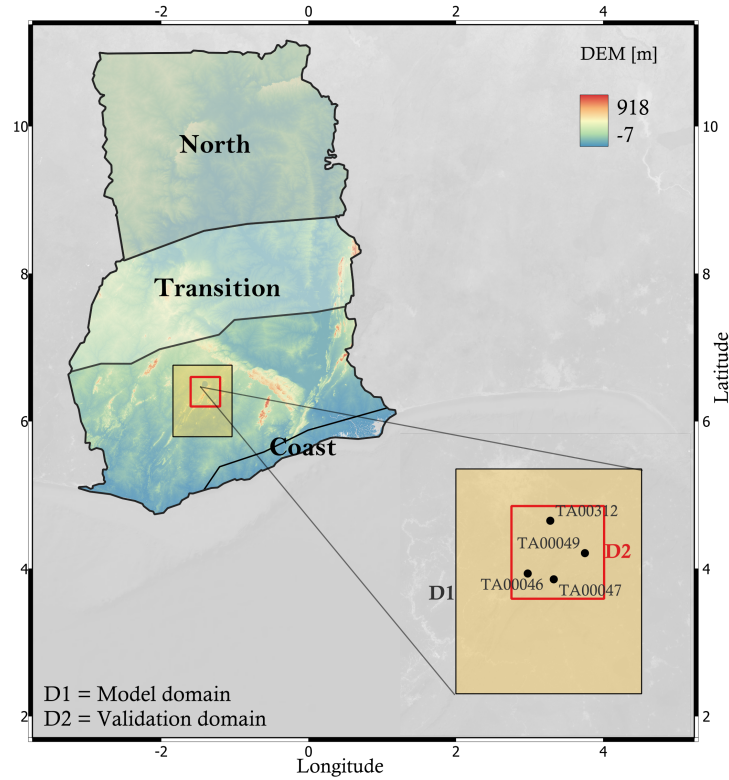 -2 0 2 4
DEM [m]
918
-7
10 10
North
8 8
Transition
Latitude
6 6
Coast
TA00312
TA00049
D2
4 4
TA00046
TA00047
D1
D1 = Model domain
D2 = Validation domain
2 2
-2 0 2 4
Longitude